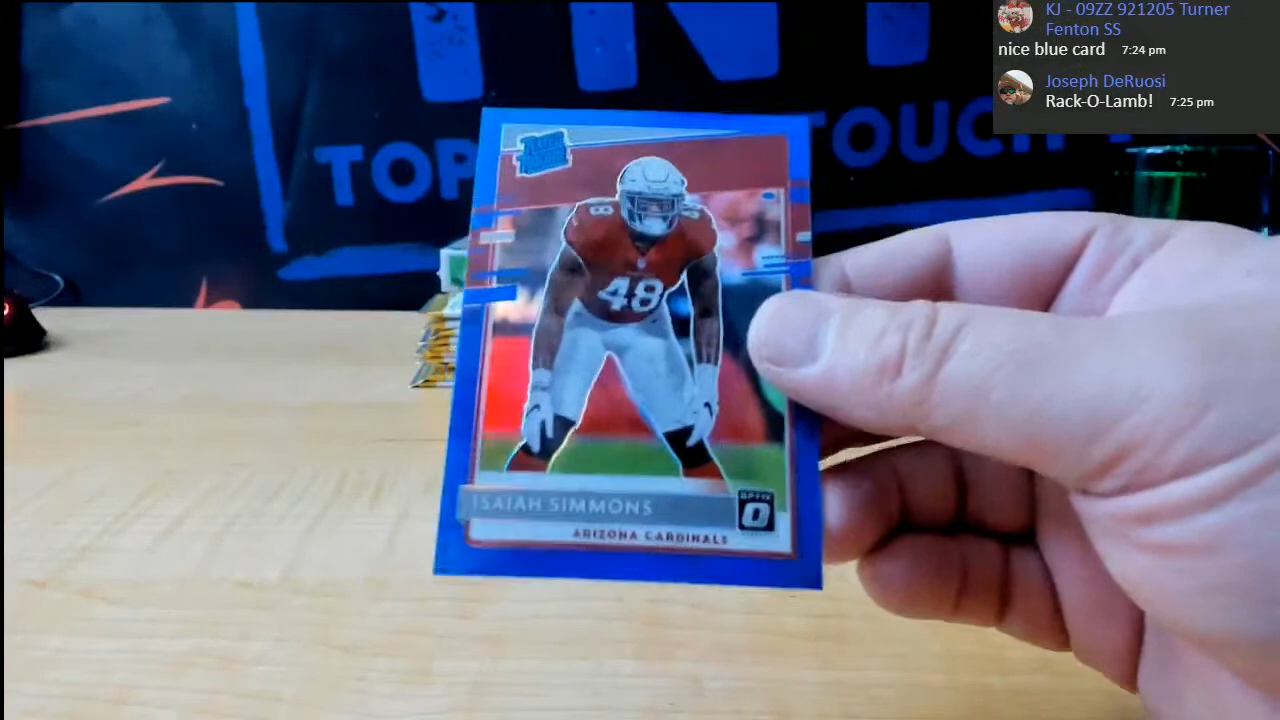 KJ - 09ZZ 921205 Turner
Fenton SS
nice blue card 7:24 pm
Joseph DeRuosi
Rack-O-Lamb! 7:25 pm
TOP
TOUCH
RATED
ROOKIE
8
48
ISAIAH SIMMONS
OPTIC
O
ARIZONA CARDINALS